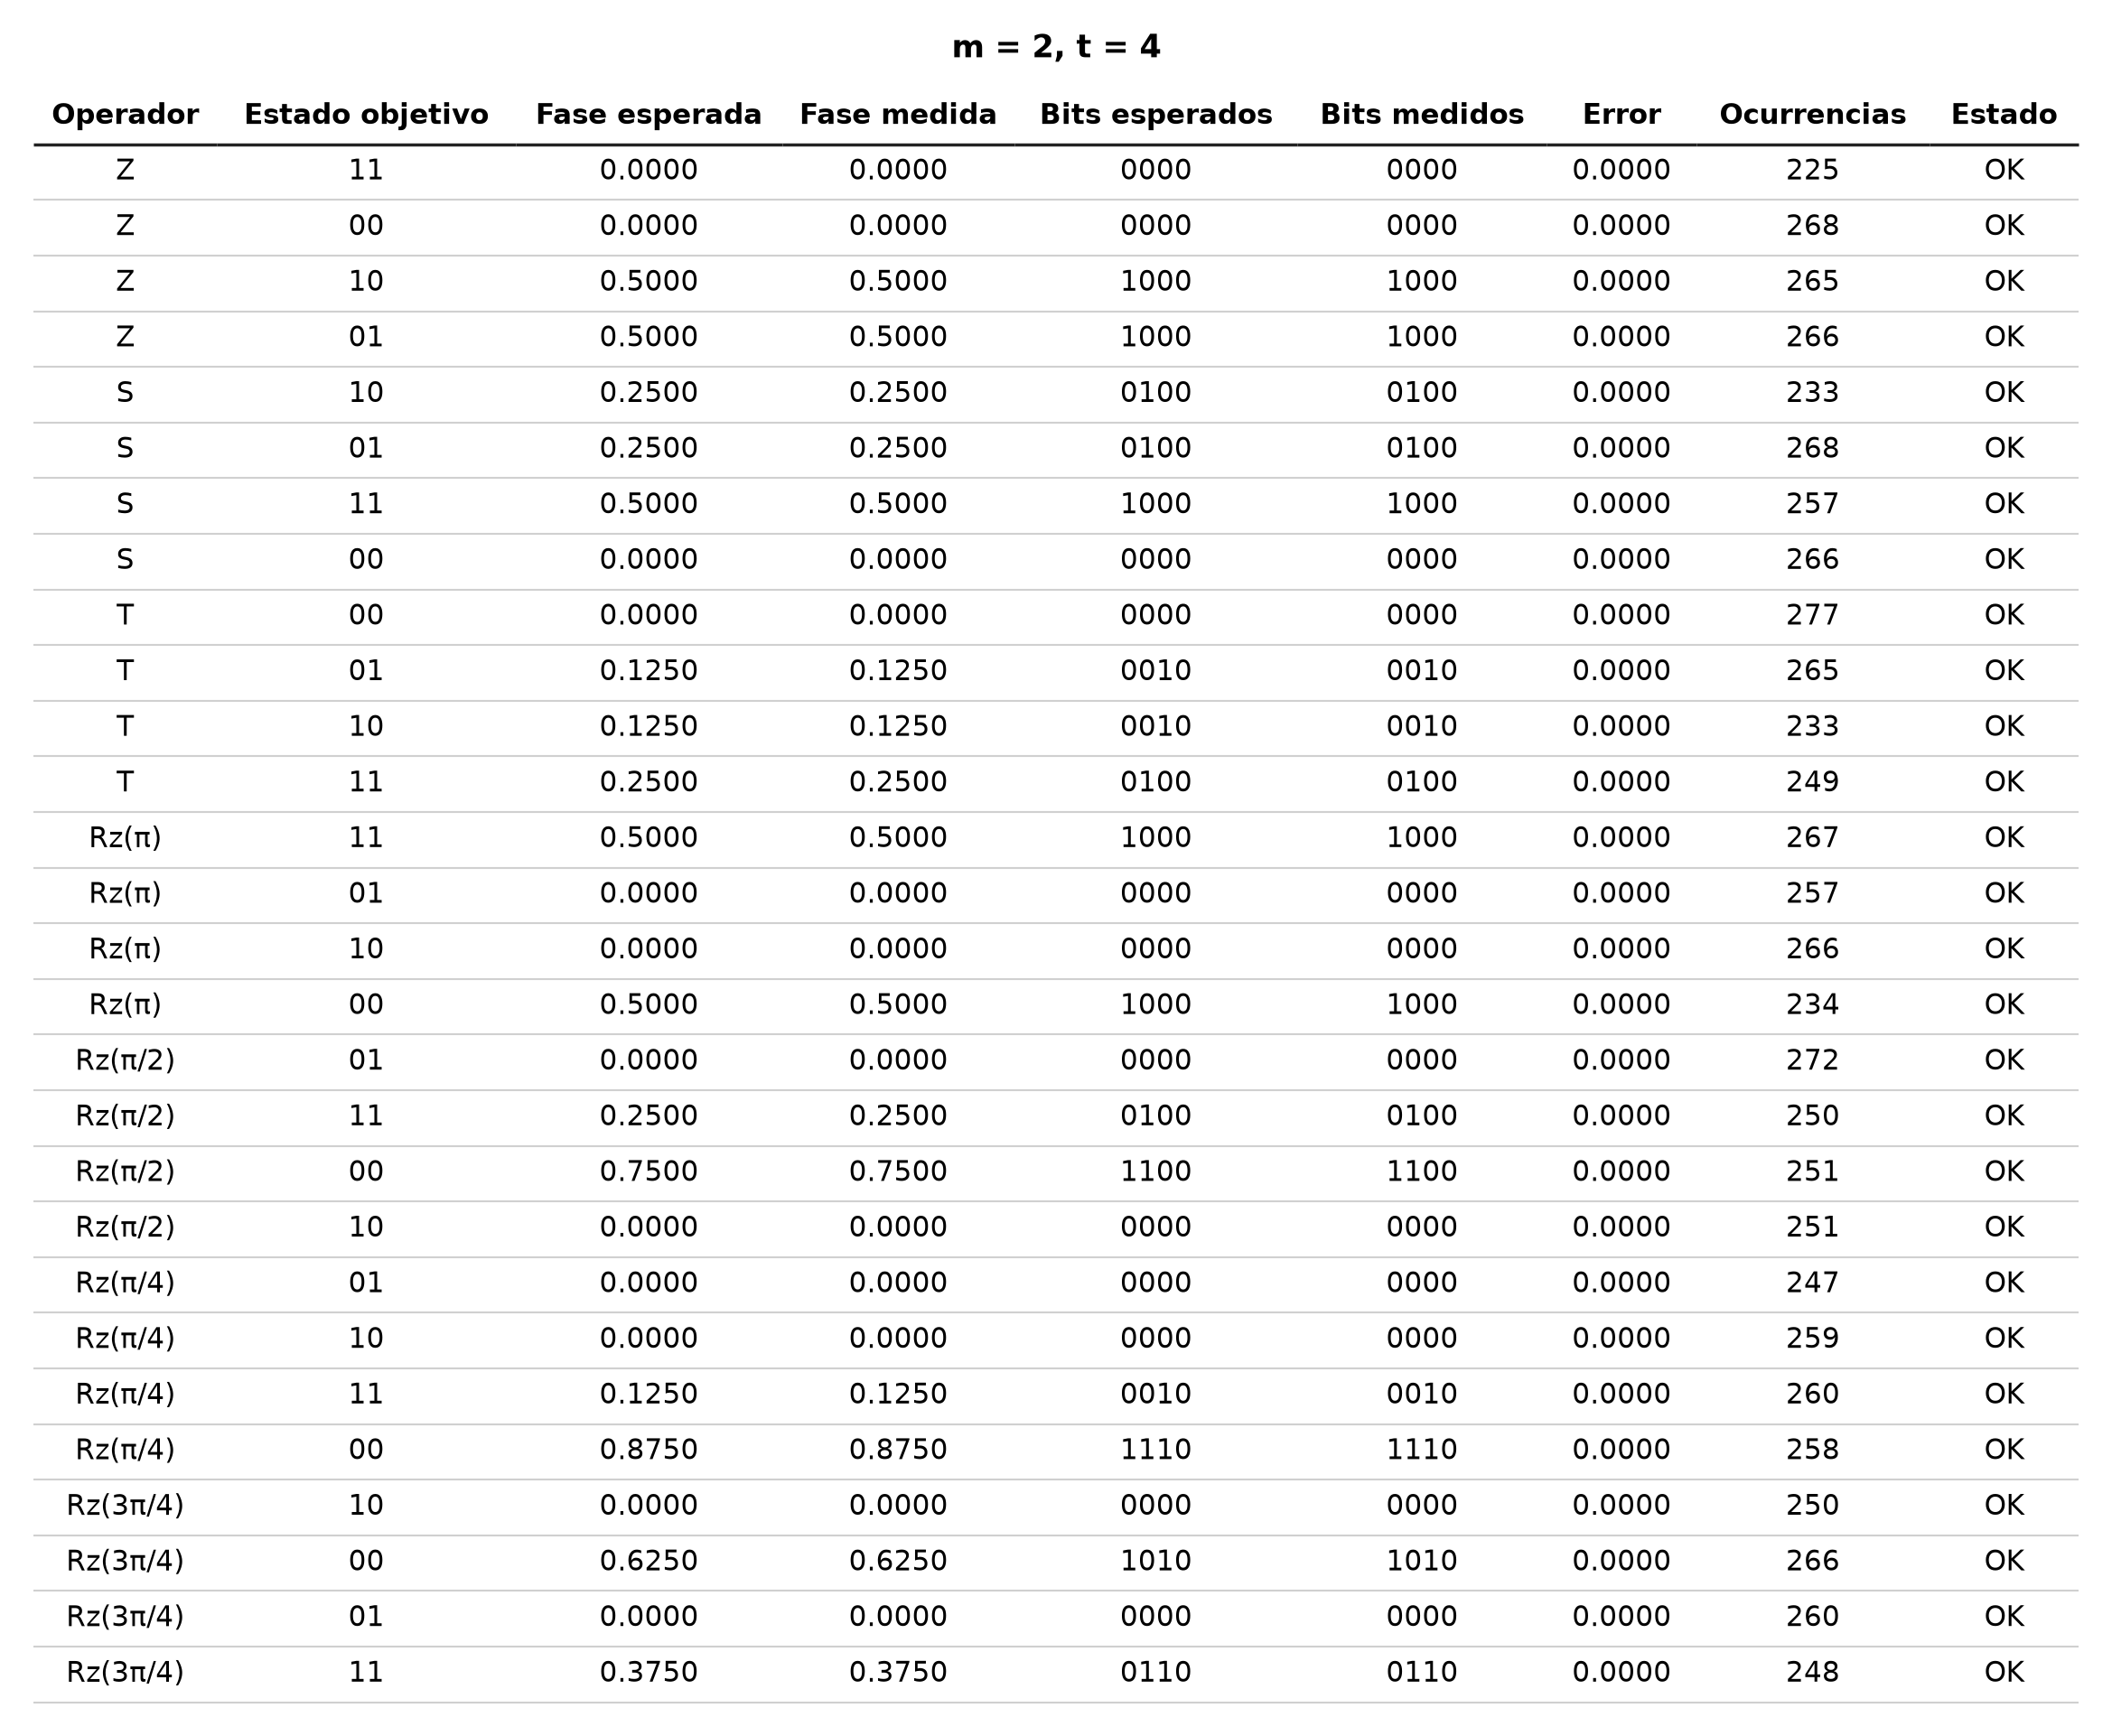 m = 2, t = 4
Operador Estado objetivo Fase esperada Fase medida Bits esperados Bits medidos Error Ocurrencias Estado
Z 11 0.0000 0.0000 0000 0000 0.0000 225 OK
Z 00 0.0000 0.0000 0000 0000 0.0000 268 OK
Z 10 0.5000 0.5000 1000 1000 0.0000 265 OK
Z 01 0.5000 0.5000 1000 1000 0.0000 266 OK
S 10 0.2500 0.2500 0100 0100 0.0000 233 OK
S 01 0.2500 0.2500 0100 0100 0.0000 268 OK
S 11 0.5000 0.5000 1000 1000 0.0000 257 OK
S 00 0.0000 0.0000 0000 0000 0.0000 266 OK
T 00 0.0000 0.0000 0000 0000 0.0000 277 OK
T 01 0.1250 0.1250 0010 0010 0.0000 265 OK
T 10 0.1250 0.1250 0010 0010 0.0000 233 OK
T 11 0.2500 0.2500 0100 0100 0.0000 249 OK
Rz(π) 11 0.5000 0.5000 1000 1000 0.0000 267 OK
Rz(π) 01 0.0000 0.0000 0000 0000 0.0000 257 OK
Rz(π) 10 0.0000 0.0000 0000 0000 0.0000 266 OK
Rz(π) 00 0.5000 0.5000 1000 1000 0.0000 234 OK
Rz(π/2) 01 0.0000 0.0000 0000 0000 0.0000 272 OK
Rz(π/2) 11 0.2500 0.2500 0100 0100 0.0000 250 OK
Rz(π/2) 00 0.7500 0.7500 1100 1100 0.0000 251 OK
Rz(π/2) 10 0.0000 0.0000 0000 0000 0.0000 251 OK
Rz(π/4) 01 0.0000 0.0000 0000 0000 0.0000 247 OK
Rz(π/4) 10 0.0000 0.0000 0000 0000 0.0000 259 OK
Rz(π/4) 11 0.1250 0.1250 0010 0010 0.0000 260 OK
Rz(π/4) 00 0.8750 0.8750 1110 1110 0.0000 258 OK
Rz(3π/4) 10 0.0000 0.0000 0000 0000 0.0000 250 OK
Rz(3π/4) 00 0.6250 0.6250 1010 1010 0.0000 266 OK
Rz(3π/4) 01 0.0000 0.0000 0000 0000 0.0000 260 OK
Rz(3π/4) 11 0.3750 0.3750 0110 0110 0.0000 248 OK